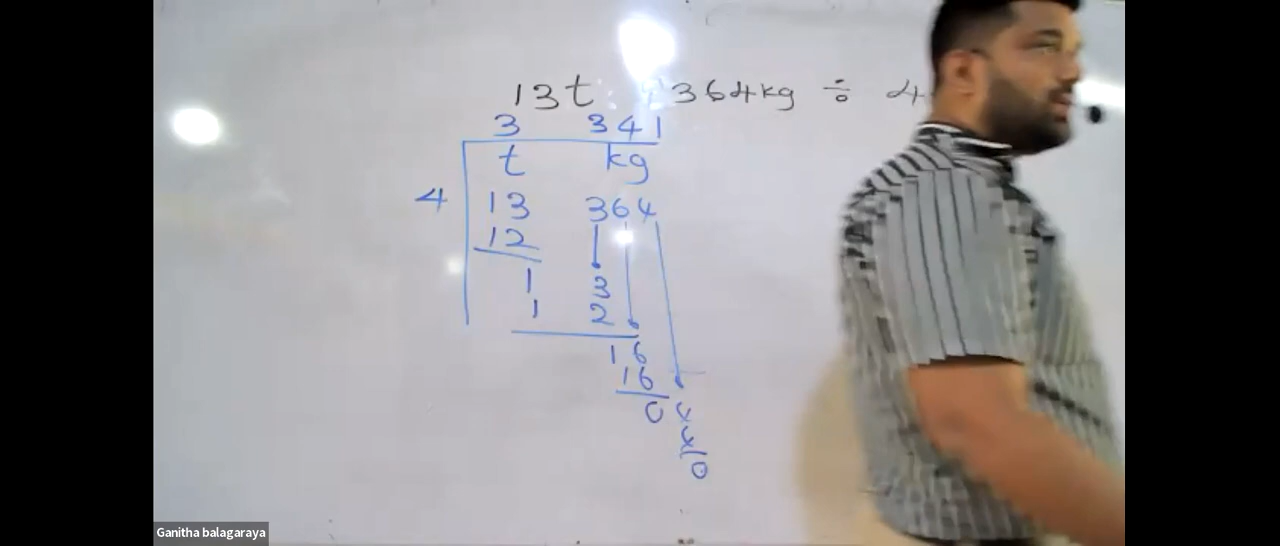 13t 364kg ÷ 4
3 341
t kg
4 13 364
12
1 3
1 2
16
16
0 4
4
0
Ganitha balagaraya